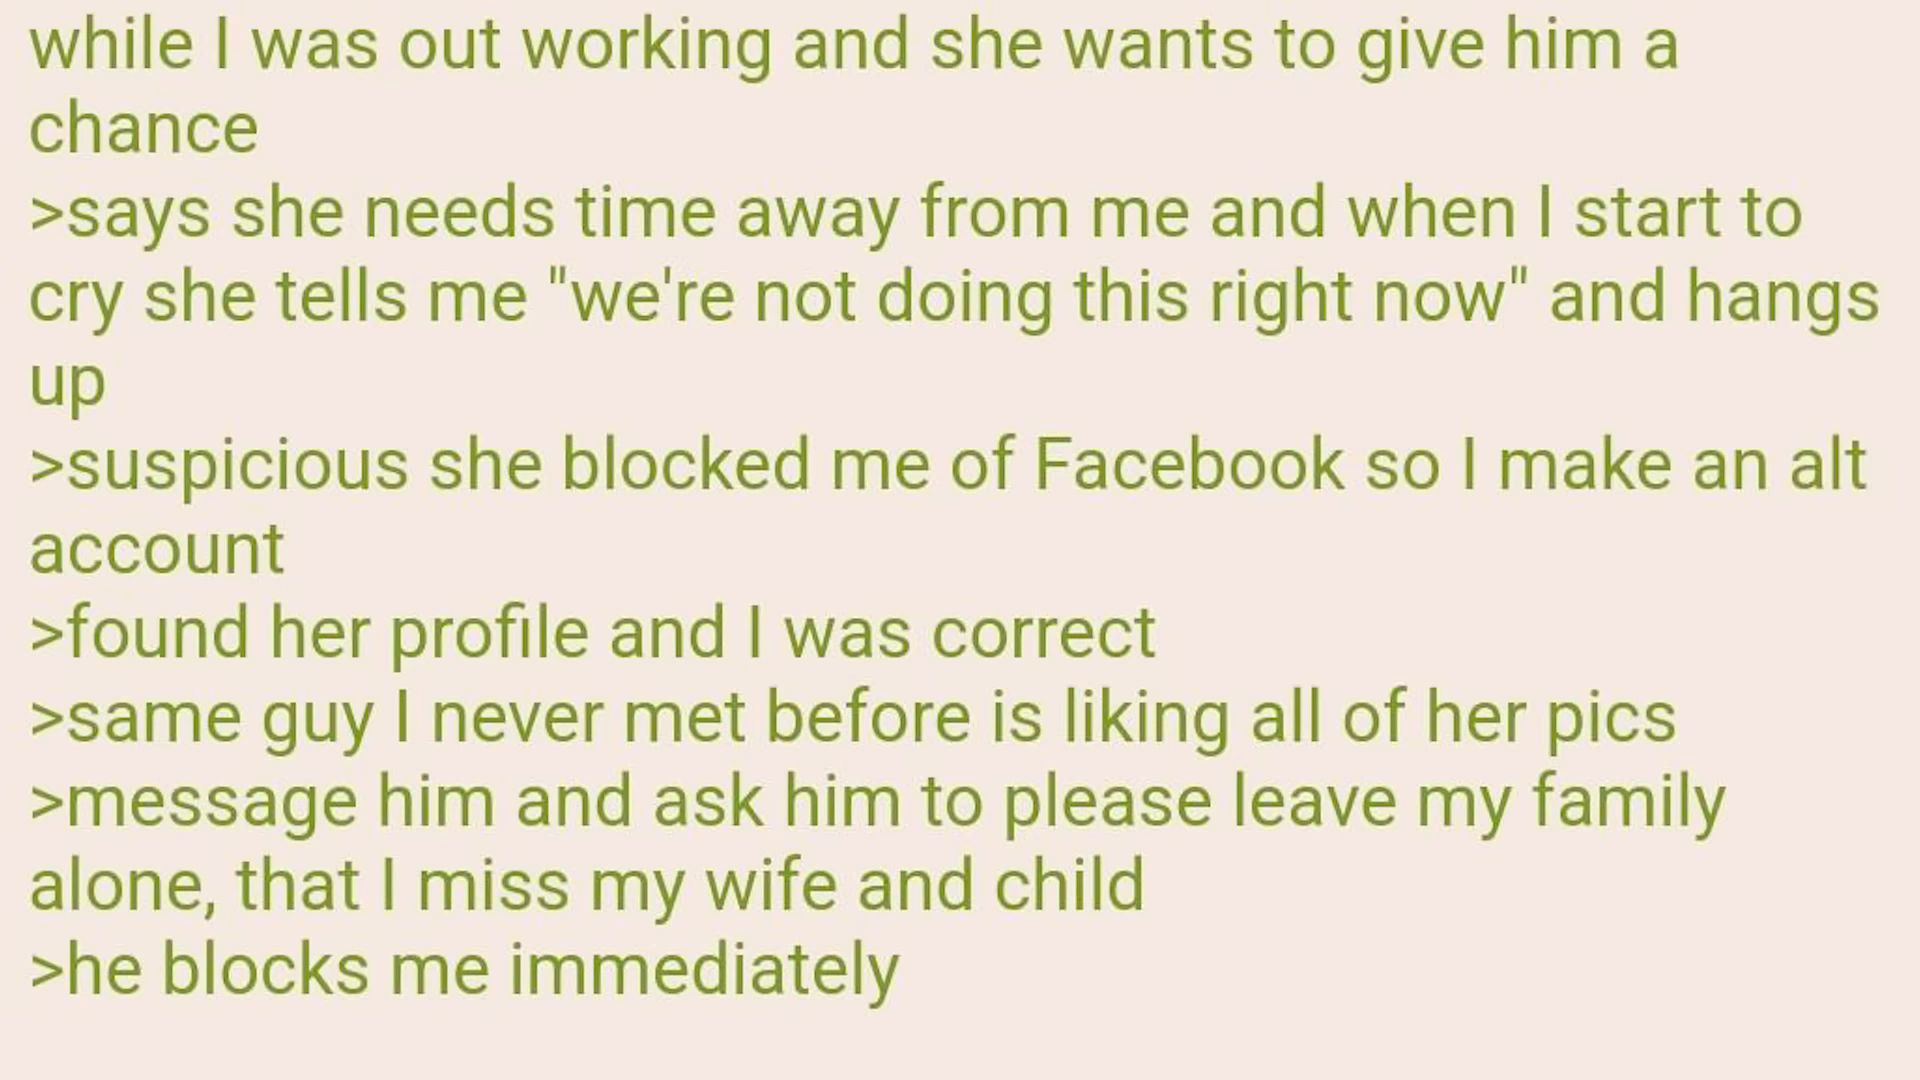 while I was out working and she wants to give him a
chance
>says she needs time away from me and when I start to
cry she tells me "we're not doing this right now" and hangs
up
>suspicious she blocked me of Facebook so I make an alt
account
>found her profile and I was correct
>same guy I never met before is liking all of her pics
>message him and ask him to please leave my family
alone, that I miss my wife and child
>he blocks me immediately